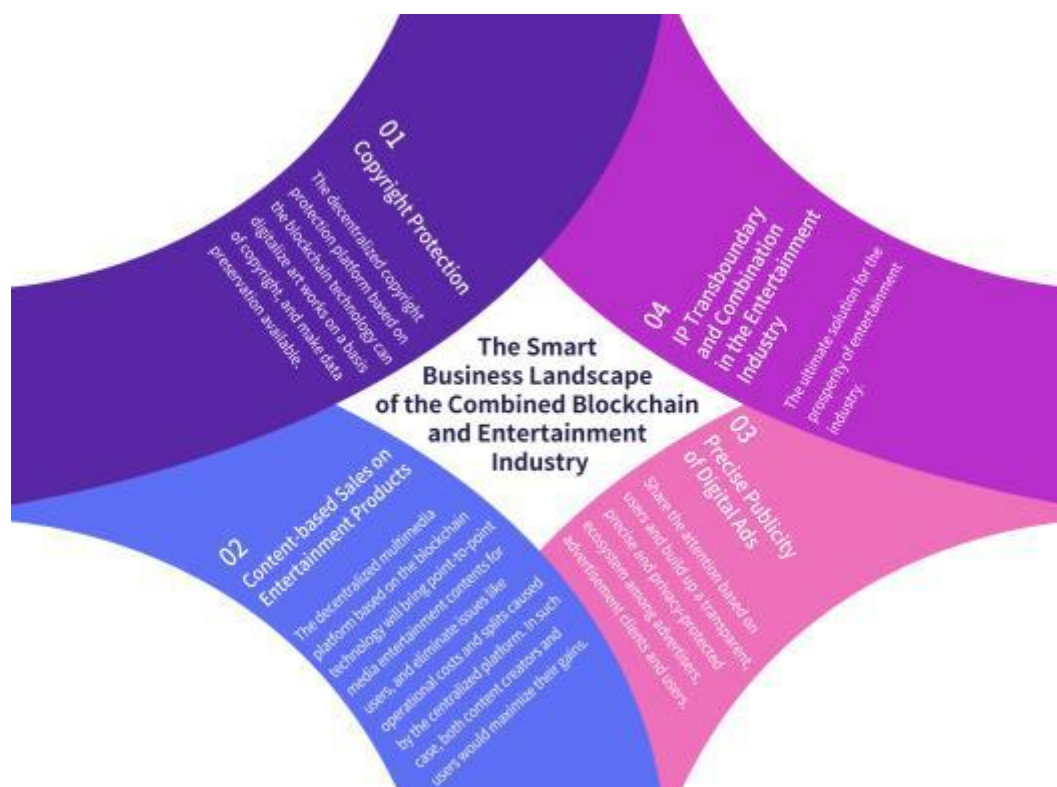 The Smart
Business Landscape
of the Combined Blockchain
and Entertainment
Industry
01
Copyright Protection
The decentralized copyright
protection platform based on
the blockchain technology can
digitalize art works on a basis
of copyright, and make data
preservation available.
02
Content-based Sales on
Entertainment Products
The decentralized multimedia
platform based on the blockchain
technology will bring point-to-point
media entertainment contents for
users, and eliminate issues like
operational costs and splits caused
by the centralized platform. In such
case, both content creators and
users would maximize their gains.
03
Precise Publicity
of Digital Ads
Share the attention based on
users and build up a transparent,
precise and privacy-protected
ecosystem among advertisers,
advertisement clients and users.
04
IP Transboundary
and Combination
in the Entertainment
Industry
The ultimate solution for the
prosperity of entertainment
industry.